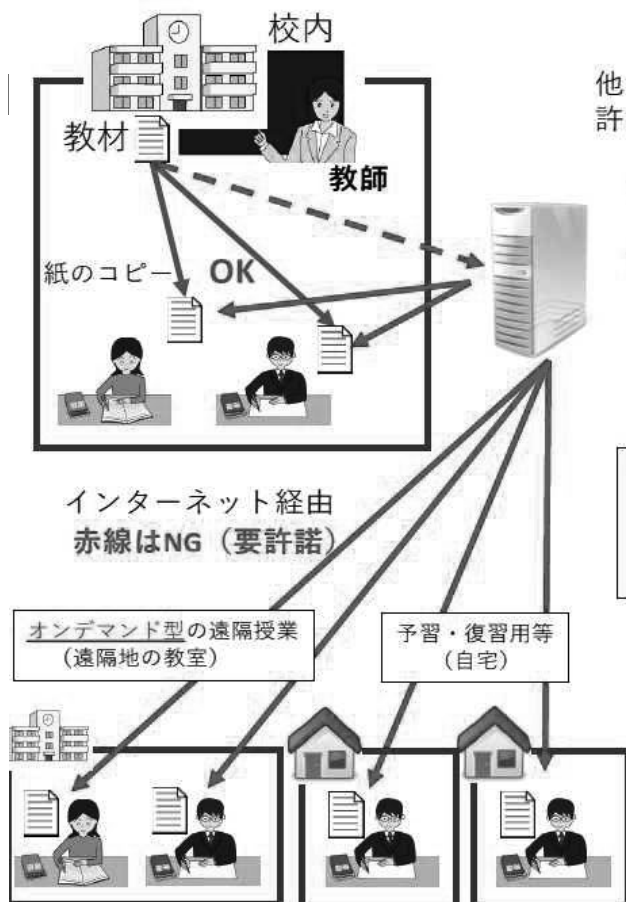 校内
他
許
教材
教師
紙のコピー
OK
インターネット経由
赤線はNG（要許諾）
オンデマンド型の遠隔授業
（遠隔地の教室）
予習・復習用等
（自宅）